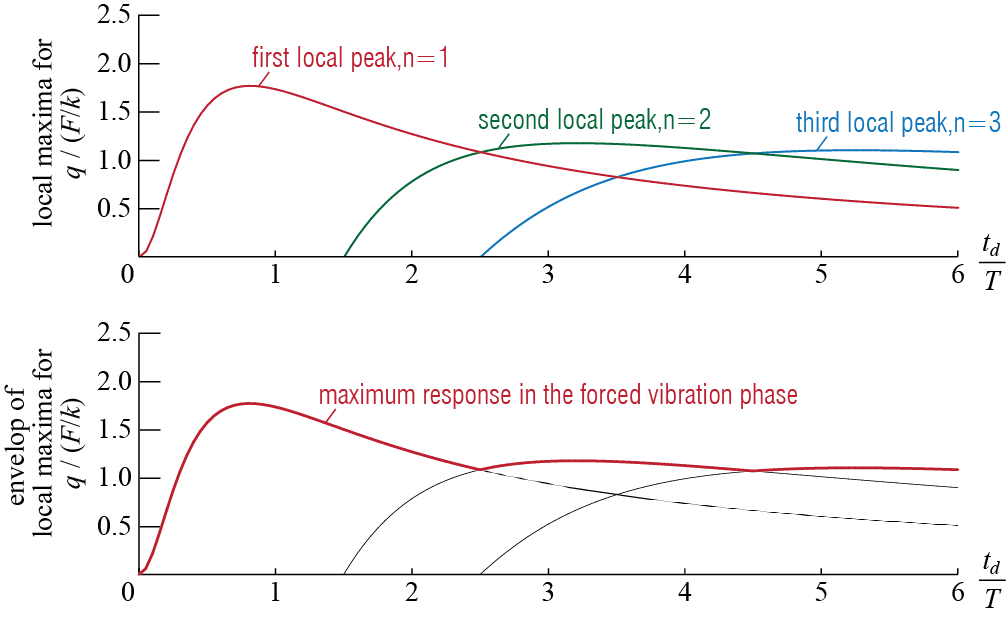 2.5
2.0
1.5
1.0
0.5
0
1
2
3
4
5
6
local maxima for
q / (F/k)
first local peak,n=1
second local peak,n=2
third local peak,n=3
t_d
T
2.5
2.0
1.5
1.0
0.5
0
1
2
3
4
5
6
envelop of
local maxima for
q / (F/k)
maximum response in the forced vibration phase
t_d
T